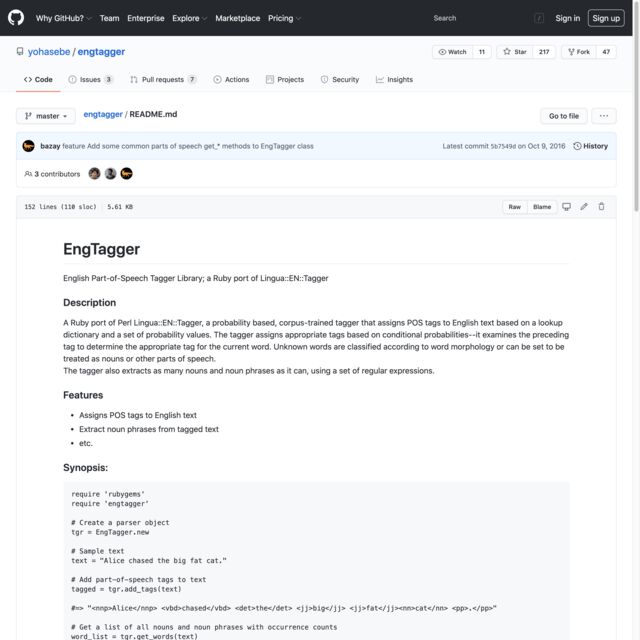 Why GitHub? Team Enterprise Explore Marketplace Pricing Search / Sign in Sign up
yohasebe / engtagger Watch 11 Star 217 Fork 47
Code Issues 3 Pull requests 7 Actions Projects Security Insights
master engtagger / README.md Go to file ...
bazay feature Add some common parts of speech get_* methods to EngTagger class Latest commit 5b7549d on Oct 9, 2016 History
3 contributors
152 lines (110 sloc) 5.61 KB Raw Blame
EngTagger
English Part-of-Speech Tagger Library; a Ruby port of Lingua::EN::Tagger
Description
A Ruby port of Perl Lingua::EN::Tagger, a probability based, corpus-trained tagger that assigns POS tags to English text based on a lookup
dictionary and a set of probability values. The tagger assigns appropriate tags based on conditional probabilities--it examines the preceding
tag to determine the appropriate tag for the current word. Unknown words are classified according to word morphology or can be set to be
treated as nouns or other parts of speech.
The tagger also extracts as many nouns and noun phrases as it can, using a set of regular expressions.
Features
• Assigns POS tags to English text
• Extract noun phrases from tagged text
• etc.
Synopsis:
require 'rubygems'
require 'engtagger'
# Create a parser object
tgr = EngTagger.new
# Sample text
text = "Alice chased the big fat cat."
# Add part-of-speech tags to text
tagged = tgr.add_tags(text)
#=> "<nnp>Alice</nnp> <vbd>chased</vbd> <det>the</det> <jj>big</jj> <jj>fat</jj><nn>cat</nn> <pp>.</pp>"
# Get a list of all nouns and noun phrases with occurrence counts
word_list = tgr.get_words(text)